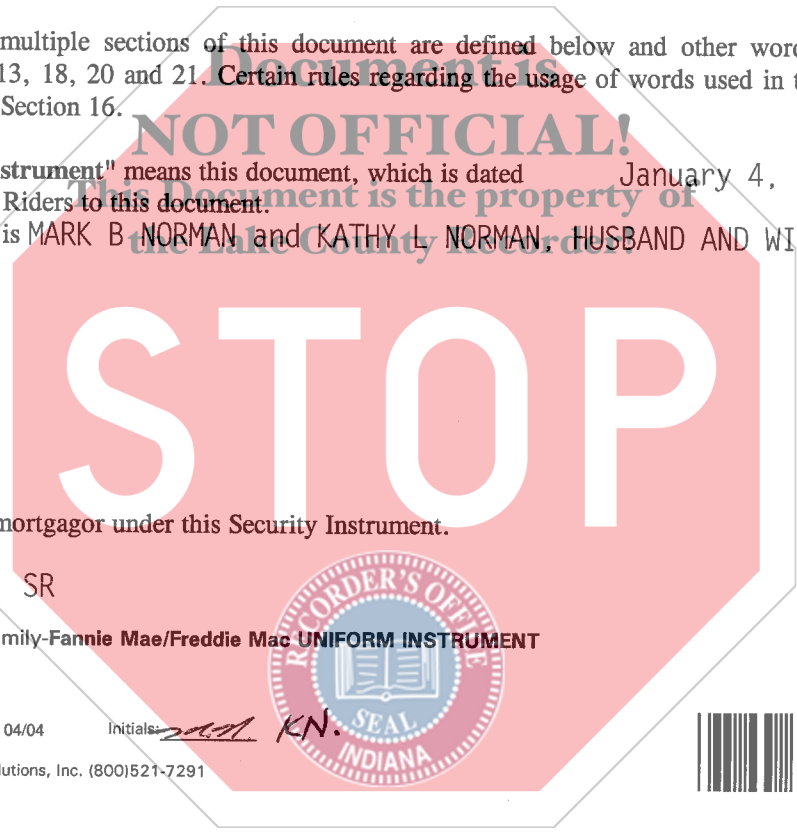 multiple sections of this document are defined below and other
Document is
13, 18, 20 and 21. Certain rules regarding the usage of words used in
Section 16.
NOT OFFICIAL!
strument" means this document, which is dated January 4,
This Document is the property of
Riders to this document.
is MARK B NORMAN and KATHY L NORMAN, HUSBAND AND WI
the Lake County Recorder!
STOP
mortgagor under this Security Instrument.
SR
RECORDER'S OFFICE
mily-Fannie Mae/Freddie Mac UNIFORM INSTRUMENT
SEAL
04/04 Initials: KN.
INDIANA
lutions, Inc. (800)521-7291